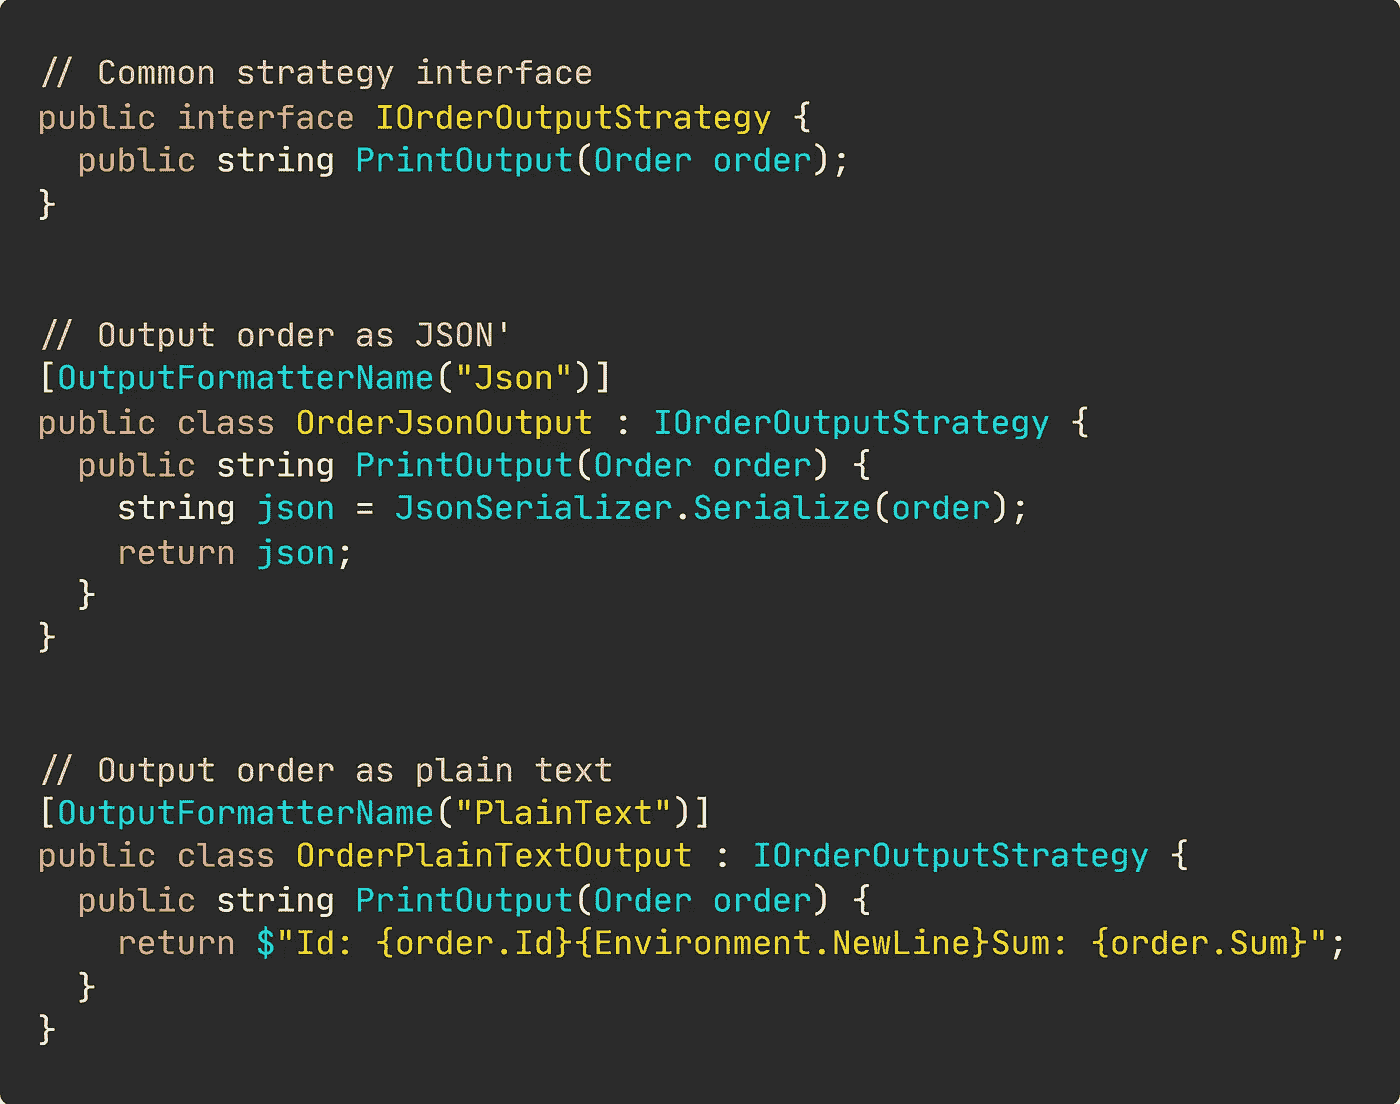 // Common strategy interface
public interface IOrderOutputStrategy {
  public string PrintOutput(Order order);
}
// Output order as JSON'
[OutputFormatterName("Json")]
public class OrderJsonOutput : IOrderOutputStrategy {
  public string PrintOutput(Order order) {
    string json = JsonSerializer.Serialize(order);
    return json;
  }
}
// Output order as plain text
[OutputFormatterName("PlainText")]
public class OrderPlainTextOutput : IOrderOutputStrategy {
  public string PrintOutput(Order order) {
    return $"Id: {order.Id}{Environment.NewLine}Sum: {order.Sum}";
  }
}